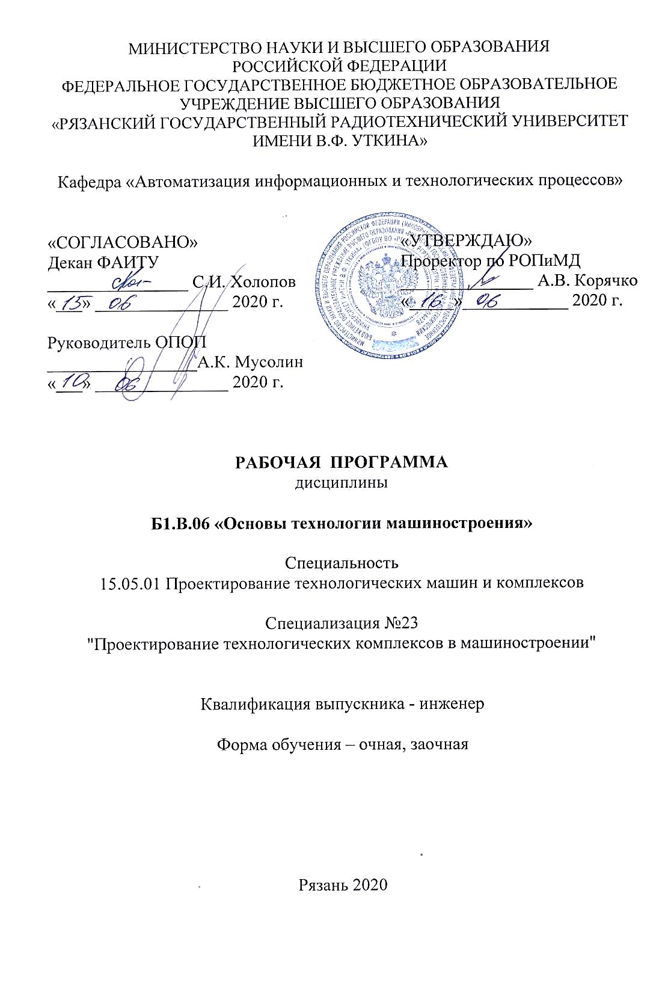 МИНИСТЕРСТВО НАУКИ И ВЫСШЕГО ОБРАЗОВАНИЯ
РОССИЙСКОЙ ФЕДЕРАЦИИ
ФЕДЕРАЛЬНОЕ ГОСУДАРСТВЕННОЕ БЮДЖЕТНОЕ ОБРАЗОВАТЕЛЬНОЕ
УЧРЕЖДЕНИЕ ВЫСШЕГО ОБРАЗОВАНИЯ
«РЯЗАНСКИЙ ГОСУДАРСТВЕННЫЙ РАДИОТЕХНИЧЕСКИЙ УНИВЕРСИТЕТ
ИМЕНИ В.Ф. УТКИНА»
Кафедра «Автоматизация информационных и технологических процессов»
«СОГЛАСОВАНО»
Декан ФАИТУ
С.И. Холопов
«15» 06 2020 г.
Руководитель ОПОП
А.К. Мусолин
«10» 06 2020 г.
«УТВЕРЖДАЮ»
Проректор по РОПиМД
А.В. Корячко
«16» 06 2020 г.
РАБОЧАЯ ПРОГРАММА
дисциплины
Б1.В.06 «Основы технологии машиностроения»
Специальность
15.05.01 Проектирование технологических машин и комплексов
Специализация №23
"Проектирование технологических комплексов в машиностроении"
Квалификация выпускника - инженер
Форма обучения – очная, заочная
Рязань 2020